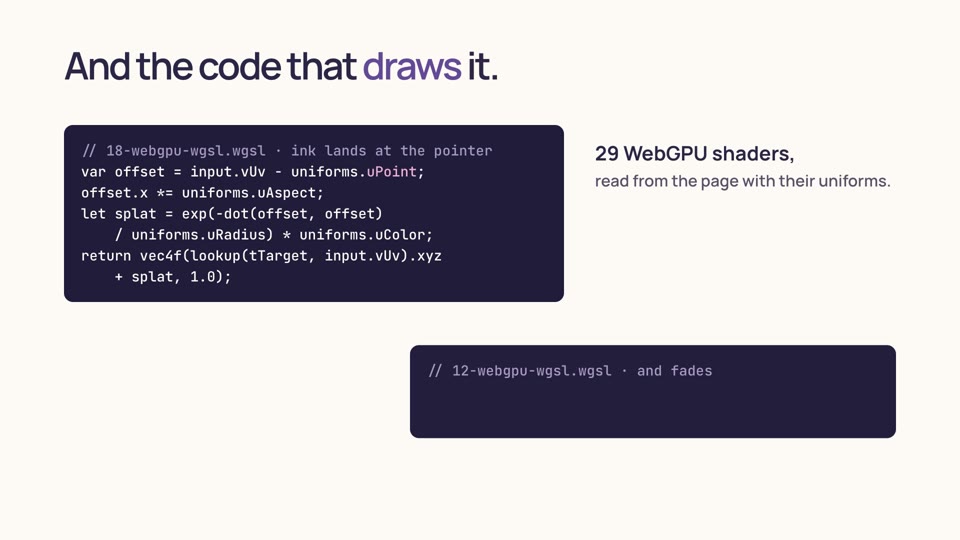 And the code that draws it.
// 18-webgpu-wgsl.wgsl · ink lands at the pointer
var offset = input.vUv - uniforms.uPoint;
offset.x *= uniforms.uAspect;
let splat = exp(-dot(offset, offset)
    / uniforms.uRadius) * uniforms.uColor;
return vec4f(lookup(tTarget, input.vUv).xyz
    + splat, 1.0);
29 WebGPU shaders,
read from the page with their uniforms.
// 12-webgpu-wgsl.wgsl · and fades